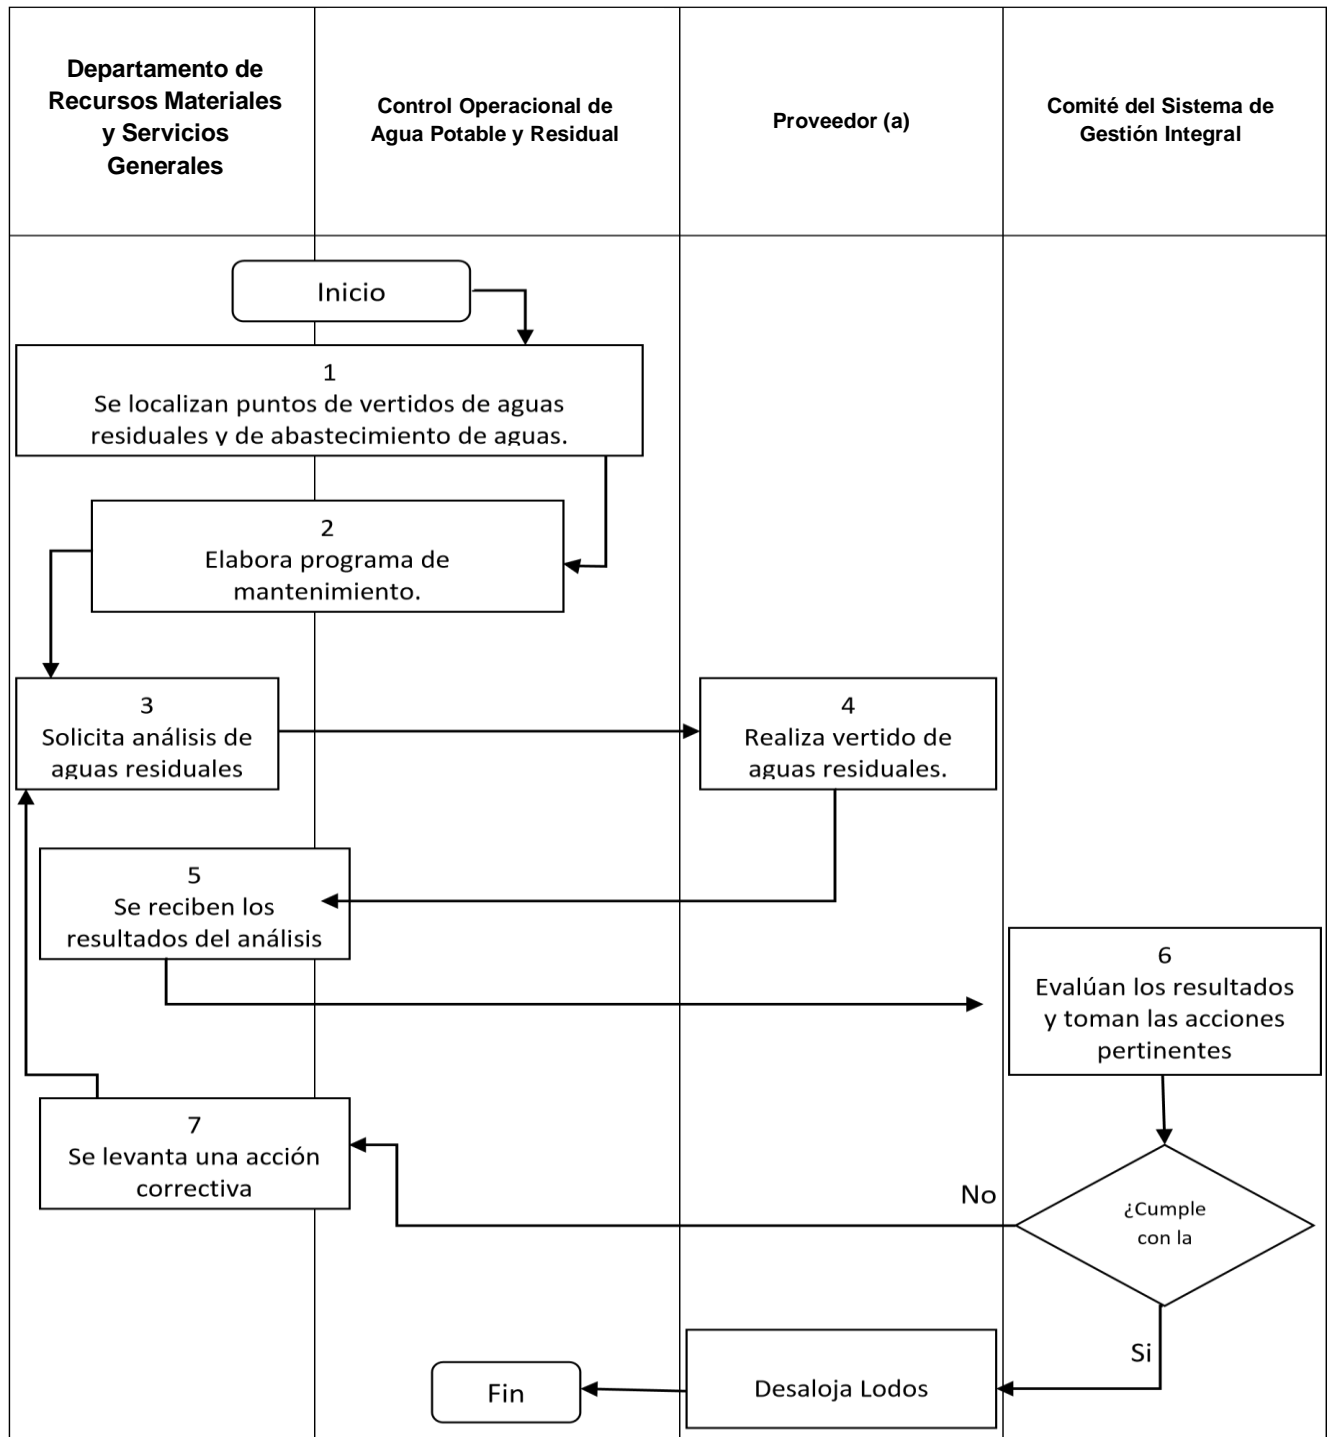 Departamento de
Recursos Materiales
y Servicios
Generales
Control Operacional de
Agua Potable y Residual
Proveedor (a)
Comité del Sistema de
Gestión Integral
Inicio
1
Se localizan puntos de vertidos de aguas
residuales y de abastecimiento de aguas.
2
Elabora programa de
mantenimiento.
3
Solicita análisis de
aguas residuales
4
Realiza vertido de
aguas residuales.
5
Se reciben los
resultados del análisis
6
Evalúan los resultados
y toman las acciones
pertinentes
7
Se levanta una acción
correctiva
No
¿Cumple
con la
Si
Desaloja Lodos
Fin